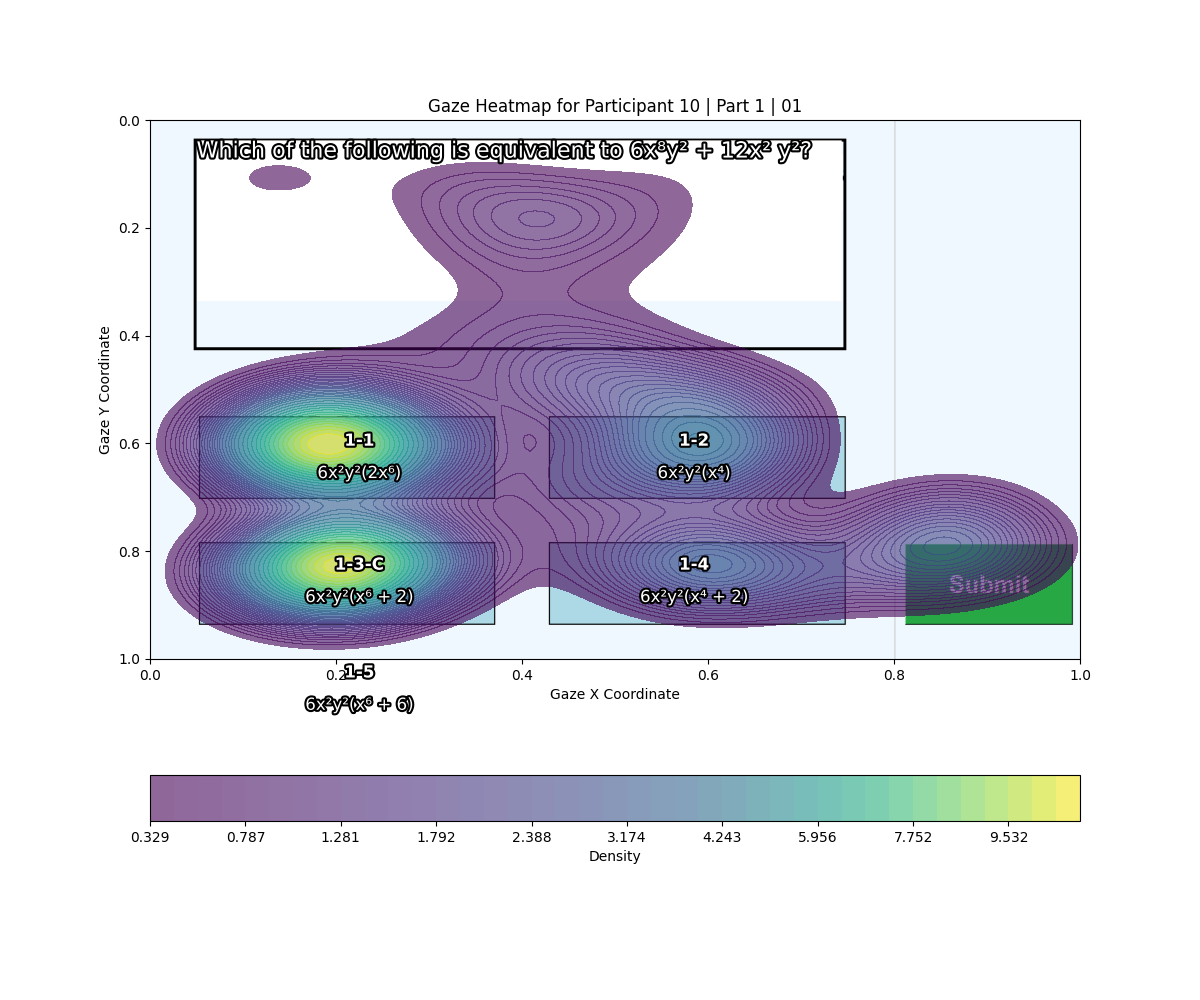 Gaze Heatmap for Participant 10 | Part 1 | 01
Which of the following is equivalent to 6x⁸y² + 12x² y²?
0.0
0.2
0.4
0.6
0.8
1.0
Gaze Y Coordinate
1-1
6x²y²(2x⁶)
1-2
6x²y²(x⁴)
1-3-C
6x²y²(x⁶ + 2)
1-4
6x²y²(x⁴ + 2)
Submit
0.0
0.2
0.4
0.6
0.8
1.0
1-5
6x²y²(x⁶ + 6)
Gaze X Coordinate
0.329
0.787
1.281
1.792
2.388
3.174
4.243
5.956
7.752
9.532
Density